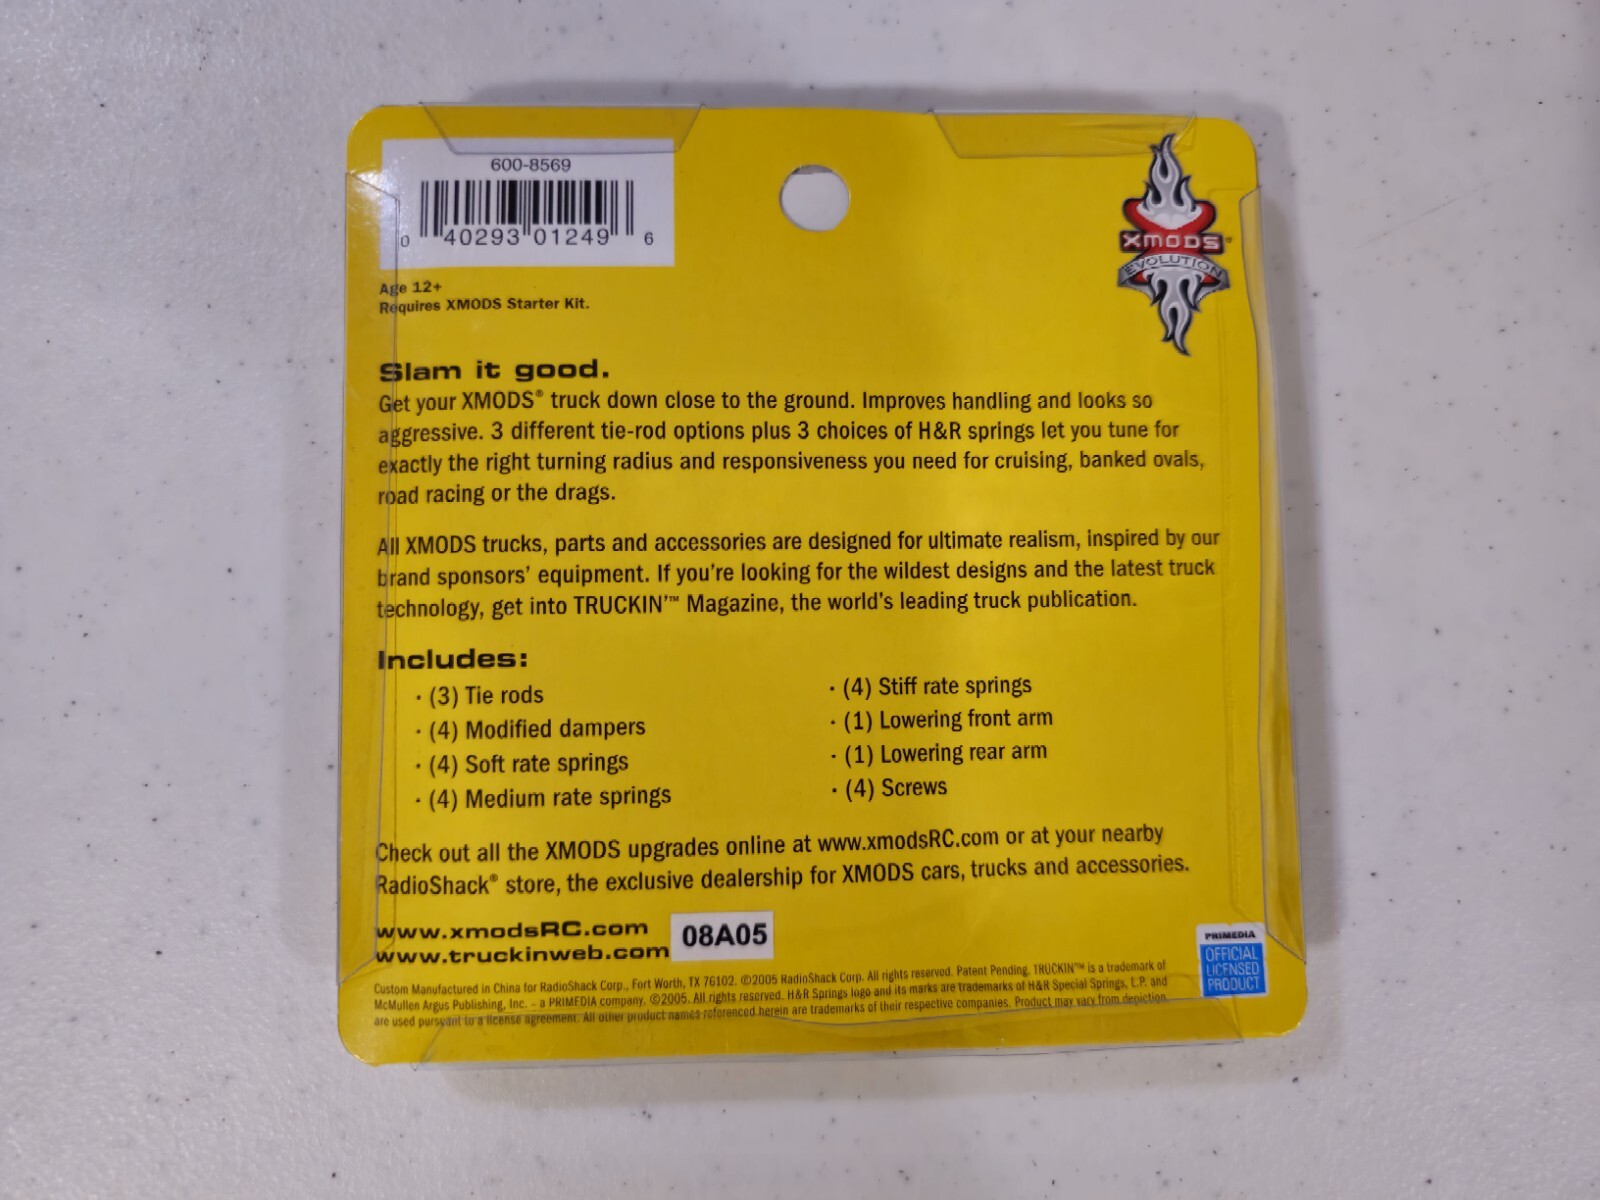 600-8569
0 40293 01249 6
Age 12+
Requires XMODS Starter Kit.
XMODS®
EVOLUTION
Slam it good.
Get your XMODS® truck down close to the ground. Improves handling and looks so
aggressive. 3 different tie-rod options plus 3 choices of H&R springs let you tune for
exactly the right turning radius and responsiveness you need for cruising, banked ovals,
road racing or the drags.
All XMODS trucks, parts and accessories are designed for ultimate realism, inspired by our
brand sponsors' equipment. If you're looking for the wildest designs and the latest truck
technology, get into TRUCKIN'™ Magazine, the world's leading truck publication.
Includes:
· (3) Tie rods
· (4) Modified dampers
· (4) Soft rate springs
· (4) Medium rate springs
· (4) Stiff rate springs
· (1) Lowering front arm
· (1) Lowering rear arm
· (4) Screws
Check out all the XMODS upgrades online at www.xmodsRC.com or at your nearby
RadioShack® store, the exclusive dealership for XMODS cars, trucks and accessories.
www.xmodsRC.com
www.truckinweb.com
08A05
PRIMEDIA
OFFICIAL
LICENSED
PRODUCT
Custom Manufactured in China for RadioShack Corp., Fort Worth, TX 76102. ©2005 RadioShack Corp. All rights reserved. Patent Pending. TRUCKIN'™ is a trademark of
McMullen Argus Publishing, Inc. – a PRIMEDIA company. ©2005. All rights reserved. H&R Springs logo and its marks are trademarks of H&R Special Springs, L.P. and
are used pursuant to a license agreement. All other product names referenced herein are trademarks of their respective companies. Product may vary from depiction.